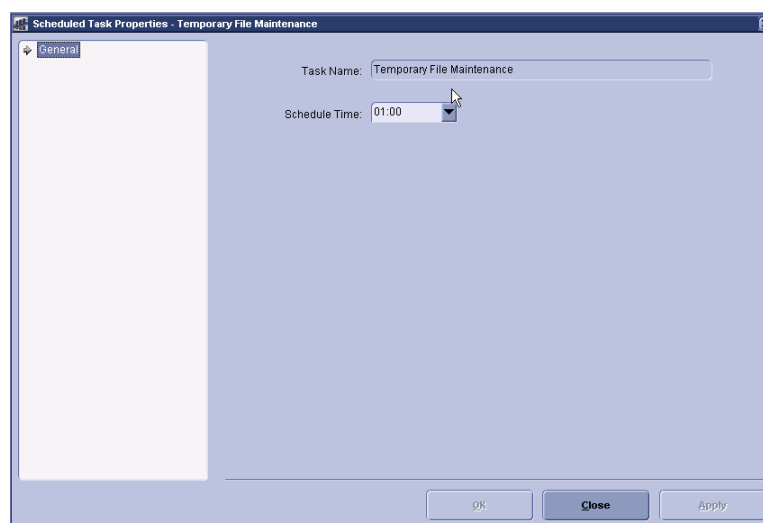 Scheduled Task Properties - Temporary File Maintenance
General
Task Name: Temporary File Maintenance
Schedule Time: 01:00
OK Close Apply